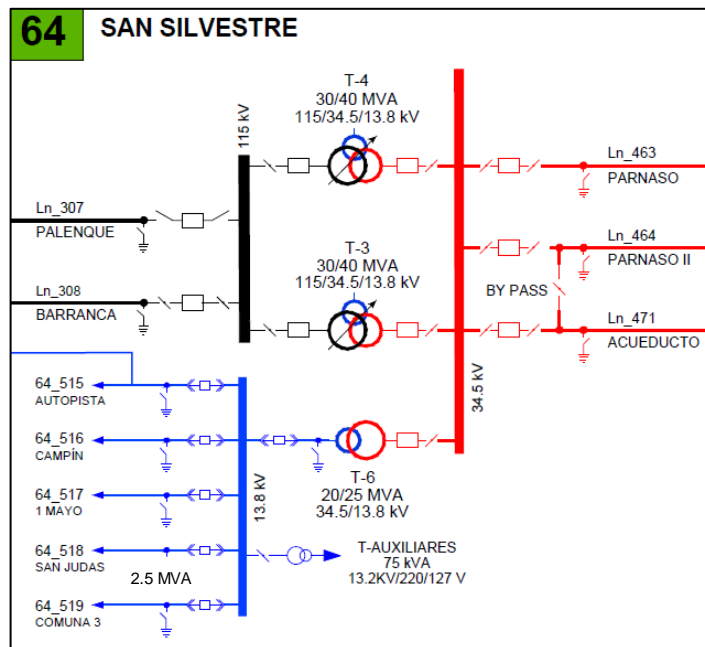 64 SAN SILVESTRE
T-4
30/40 MVA
115/34.5/13.8 kV
115 kV
Ln_463
PARNASO
Ln_307
PALENQUE
T-3
30/40 MVA
115/34.5/13.8 kV
Ln_464
PARNASO II
BY PASS
Ln_308
BARRANCA
Ln_471
ACUEDUCTO
34.5 kV
64_515
AUTOPISTA
64_516
CAMPÍN
13.8 kV
T-6
20/25 MVA
34.5/13.8 kV
64_517
1 MAYO
64_518
SAN JUDAS
2.5 MVA
T-AUXILIARES
75 kVA
13.2KV/220/127 V
64_519
COMUNA 3